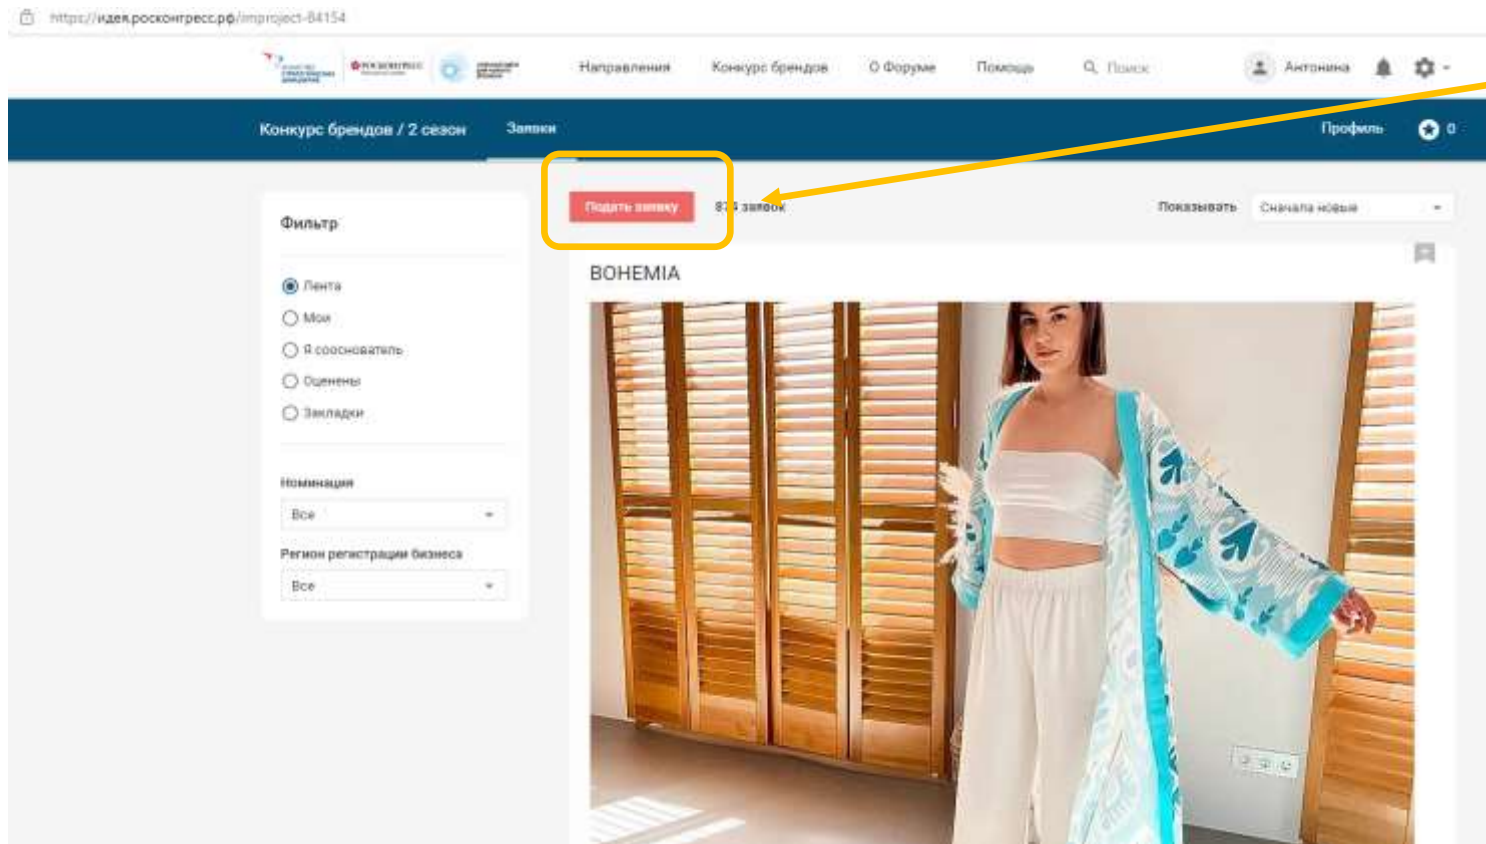 https://идея.росконгресс.рф/improject-84154
РОСКОНГРЕСС
Направления
Конкурс брендов
О Форуме
Помощь
Поиск
Антонина
Конкурс брендов / 2 сезон
Заявки
Профиль
0
Фильтр
Лента
Мои
Я сооснователь
Оценены
Закладки
Номинация
Все
Регион регистрации бизнеса
Все
Подать заявку
874 заявок
Показывать
Сначала новые
BOHEMIA